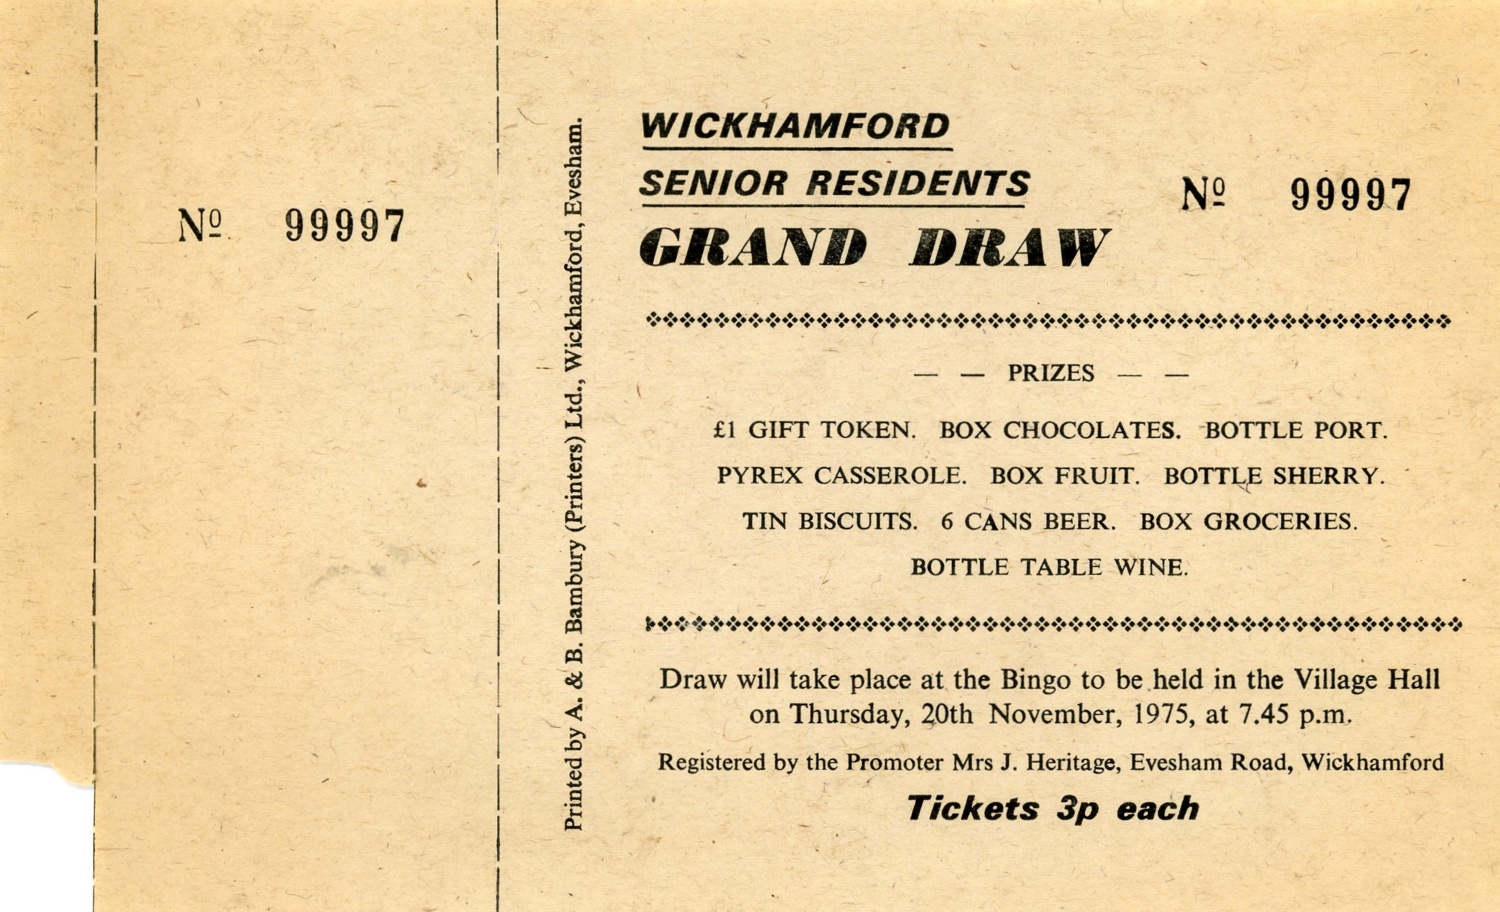 Nº 99997
Printed by A. & B. Bambury (Printers) Ltd., Wickhamford, Evesham.
WICKHAMFORD
SENIOR RESIDENTS
Nº 99997
GRAND DRAW
— — PRIZES — —
£1 GIFT TOKEN. BOX CHOCOLATES. BOTTLE PORT.
PYREX CASSEROLE. BOX FRUIT. BOTTLE SHERRY.
TIN BISCUITS. 6 CANS BEER. BOX GROCERIES.
BOTTLE TABLE WINE.
Draw will take place at the Bingo to be held in the Village Hall
on Thursday, 20th November, 1975, at 7.45 p.m.
Registered by the Promoter Mrs J. Heritage, Evesham Road, Wickhamford
Tickets 3p each